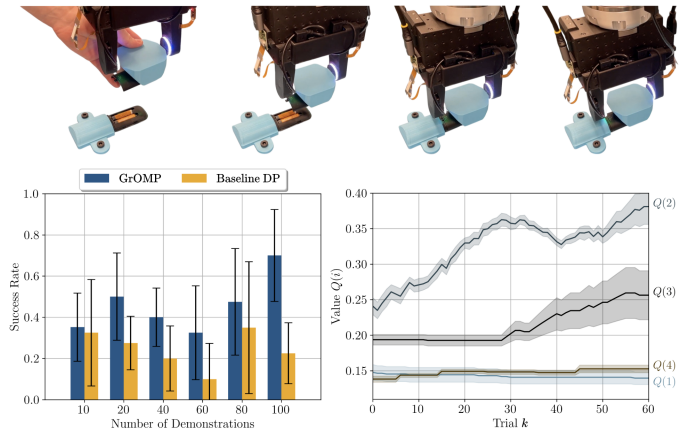 GrOMP
Baseline DP
Success Rate
1.0
0.8
0.6
0.4
0.2
0.0
10
20
40
60
80
100
Number of Demonstrations
Value Q(i)
0.40
0.35
0.30
0.25
0.20
0.15
0
10
20
30
40
50
60
Trial k
Q(2)
Q(3)
Q(4)
Q(1)